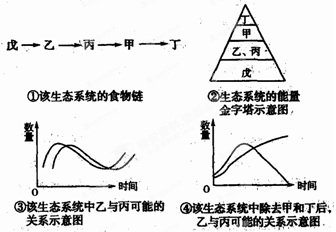 戊 乙 丙 甲 丁
丁
甲
乙、丙
戊
①该生态系统的食物链
②生态系统的能量
金字塔示意图
数量
O
时间
数量
O
时间
③该生态系统中乙与丙可能的
关系示意图
④该生态系统中除去甲和丁后,
乙与丙可能的关系示意图